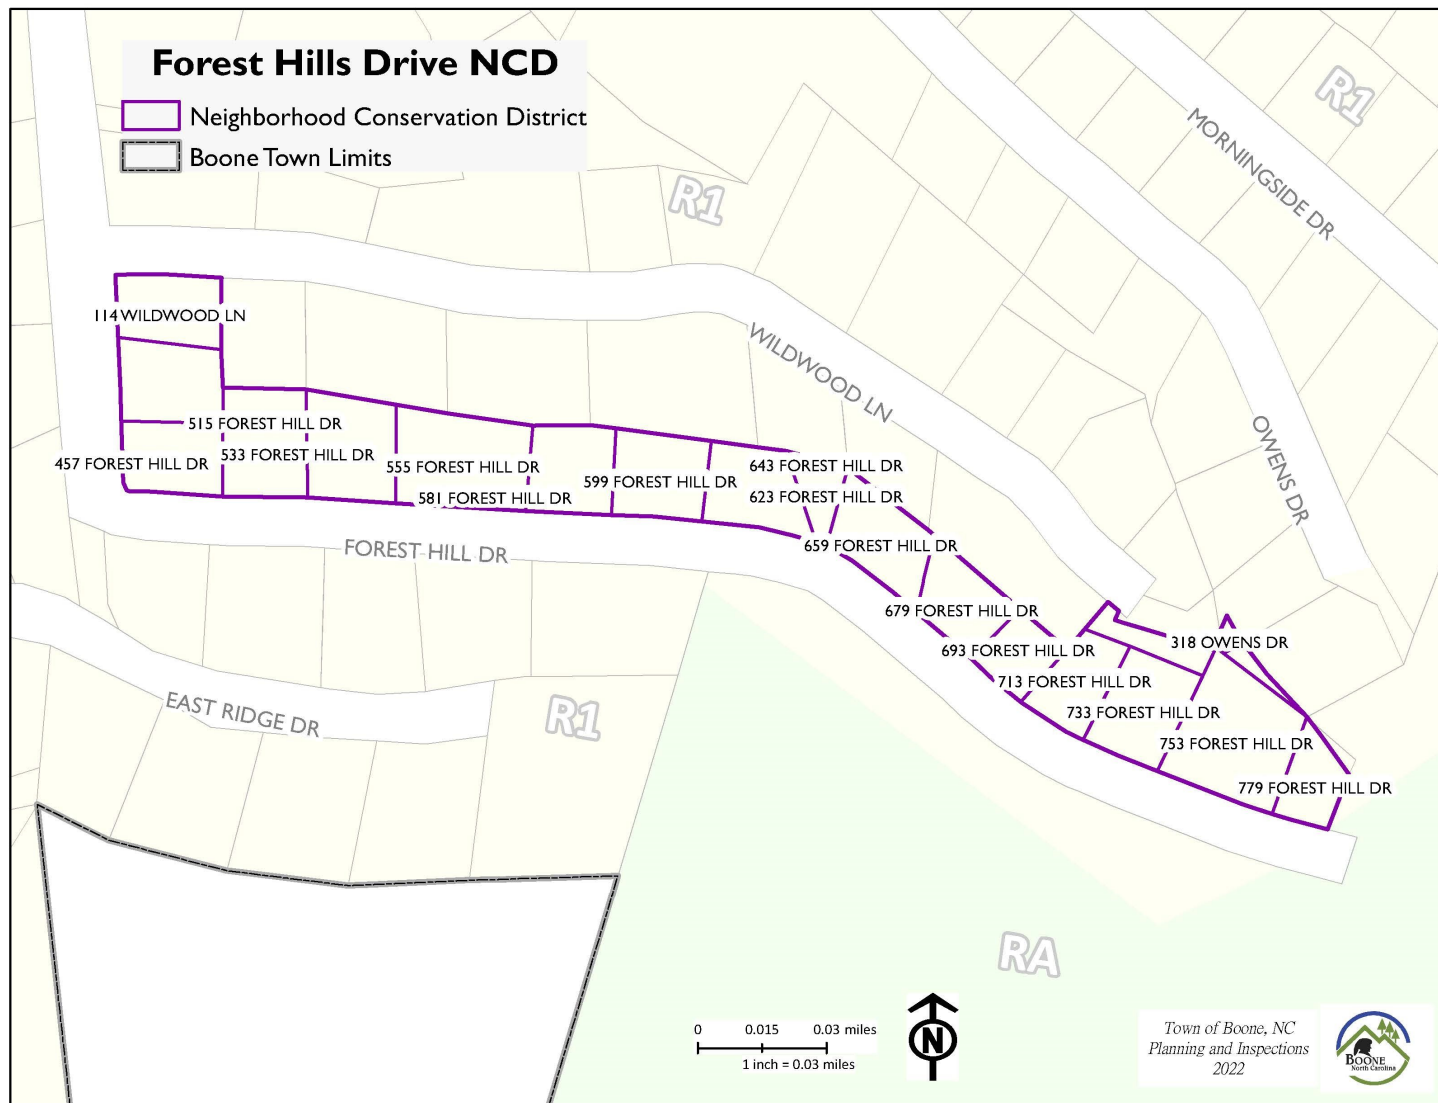 Forest Hills Drive NCD
Neighborhood Conservation District
Boone Town Limits
R1
R1
MORNINGSIDE DR
114 WILDWOOD LN
WILDWOOD LN
515 FOREST HILL DR
457 FOREST HILL DR
533 FOREST HILL DR
555 FOREST HILL DR
581 FOREST HILL DR
599 FOREST HILL DR
643 FOREST HILL DR
623 FOREST HILL DR
OWENS DR
FOREST HILL DR
659 FOREST HILL DR
679 FOREST HILL DR
693 FOREST HILL DR
318 OWENS DR
713 FOREST HILL DR
733 FOREST HILL DR
753 FOREST HILL DR
779 FOREST HILL DR
EAST RIDGE DR
R1
RA
0 0.015 0.03 miles
1 inch = 0.03 miles
N
Town of Boone, NC
Planning and Inspections
2022
BOONE
North Carolina